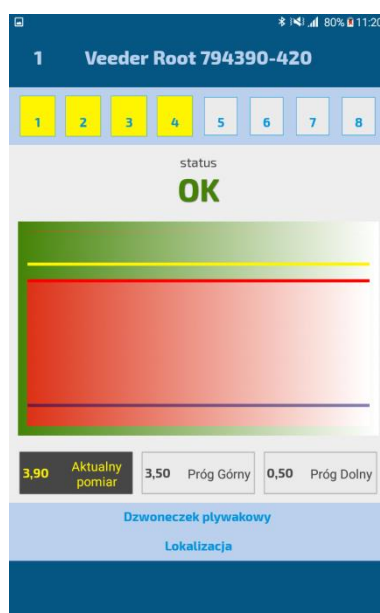 80% 11:20
1 Veeder Root 794390-420
1 2 3 4 5 6 7 8
status
OK
3,90 Aktualny pomiar 3,50 Próg Górny 0,50 Próg Dolny
Dzwoneczek plywakowy
Lokalizacja